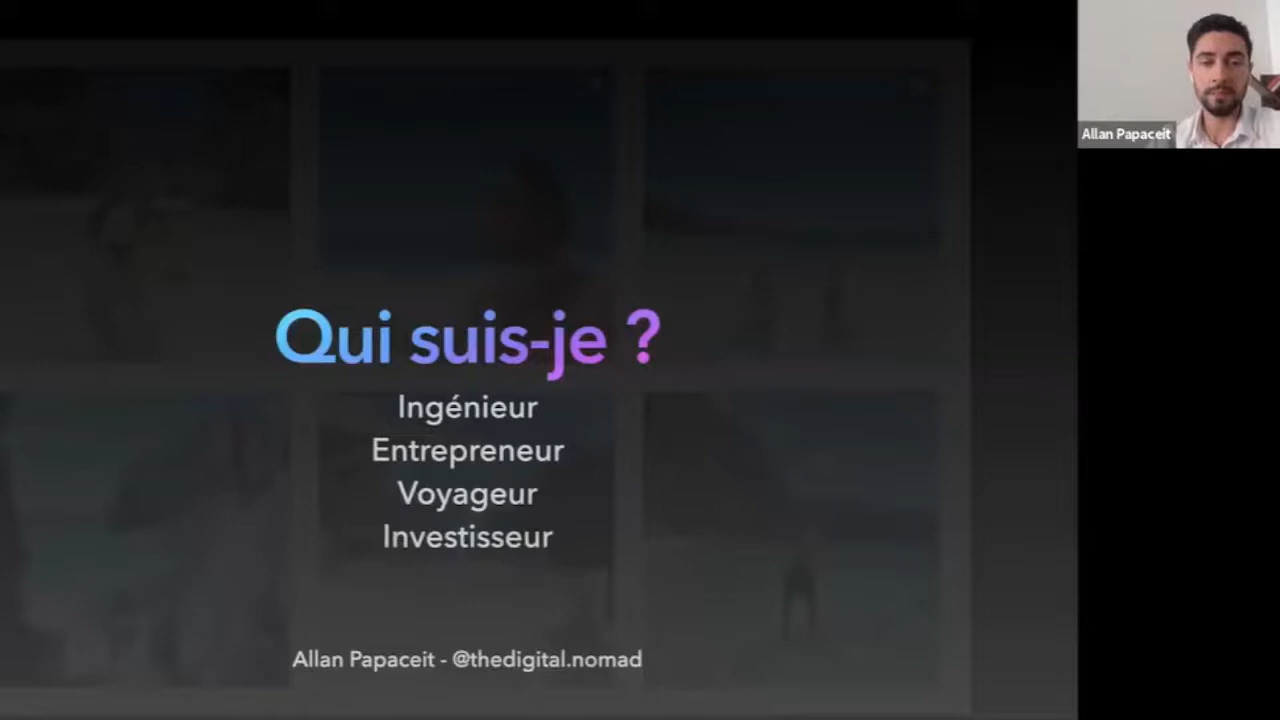 Qui suis-je ?
Ingénieur
Entrepreneur
Voyageur
Investisseur
Allan Papaceit - @thedigital.nomad
Allan Papaceit